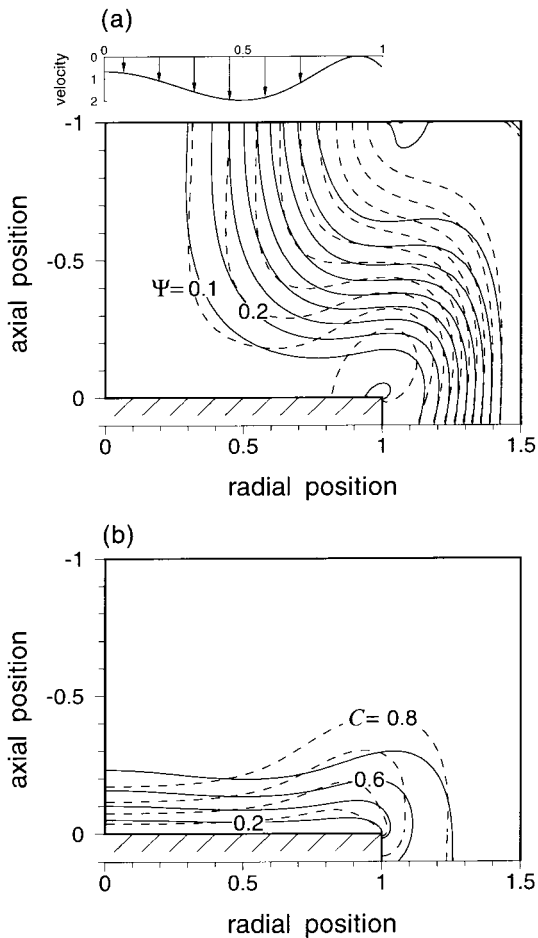 (a)
0 0.5 1
velocity
0
1
2
-1
-0.5
0
axial position
Ψ= 0.1
0.2
0 0.5 1 1.5
radial position
(b)
-1
-0.5
0
axial position
C= 0.8
0.6
0.2
0 0.5 1 1.5
radial position